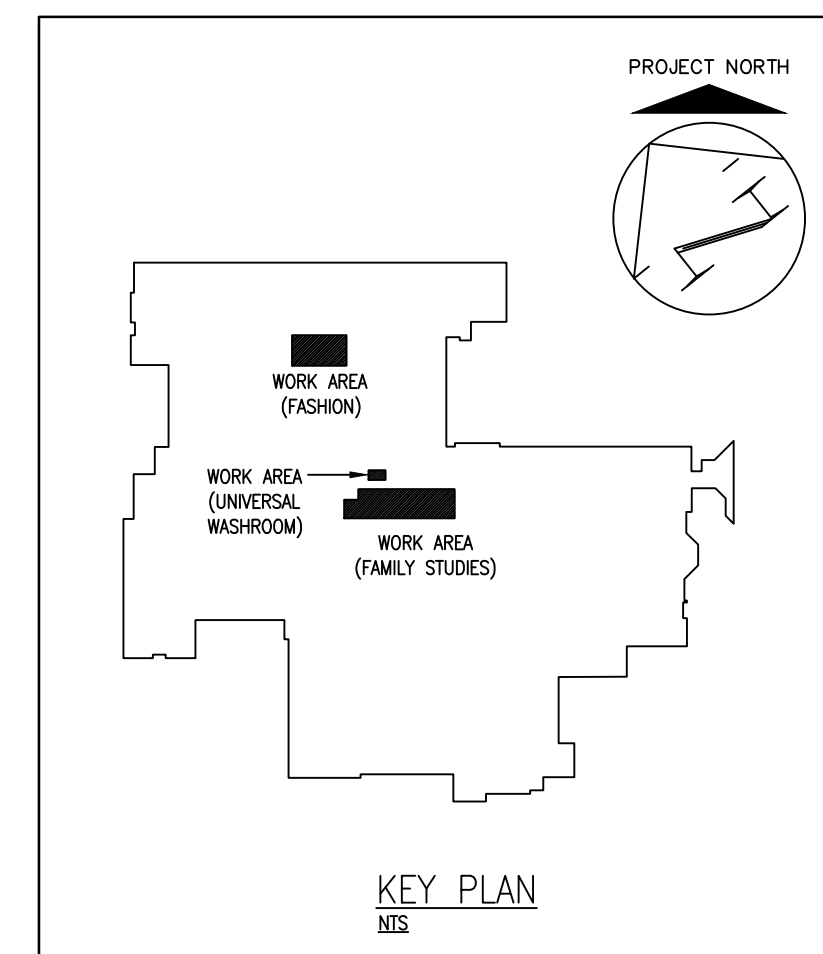 PROJECT NORTH
WORK AREA
(FASHION)
WORK AREA
(UNIVERSAL
WASHROOM)
WORK AREA
(FAMILY STUDIES)
KEY PLAN
NTS